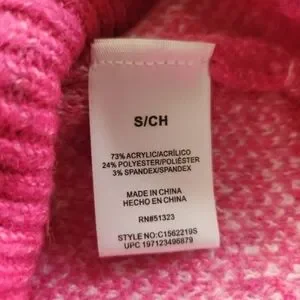 S/CH
73% ACRYLIC/ACRÍLICO
24% POLYESTER/POLIÉSTER
3% SPANDEX/SPANDEX
MADE IN CHINA
HECHO EN CHINA
RN#51323
STYLE NO:C1562219S
UPC 197123496879